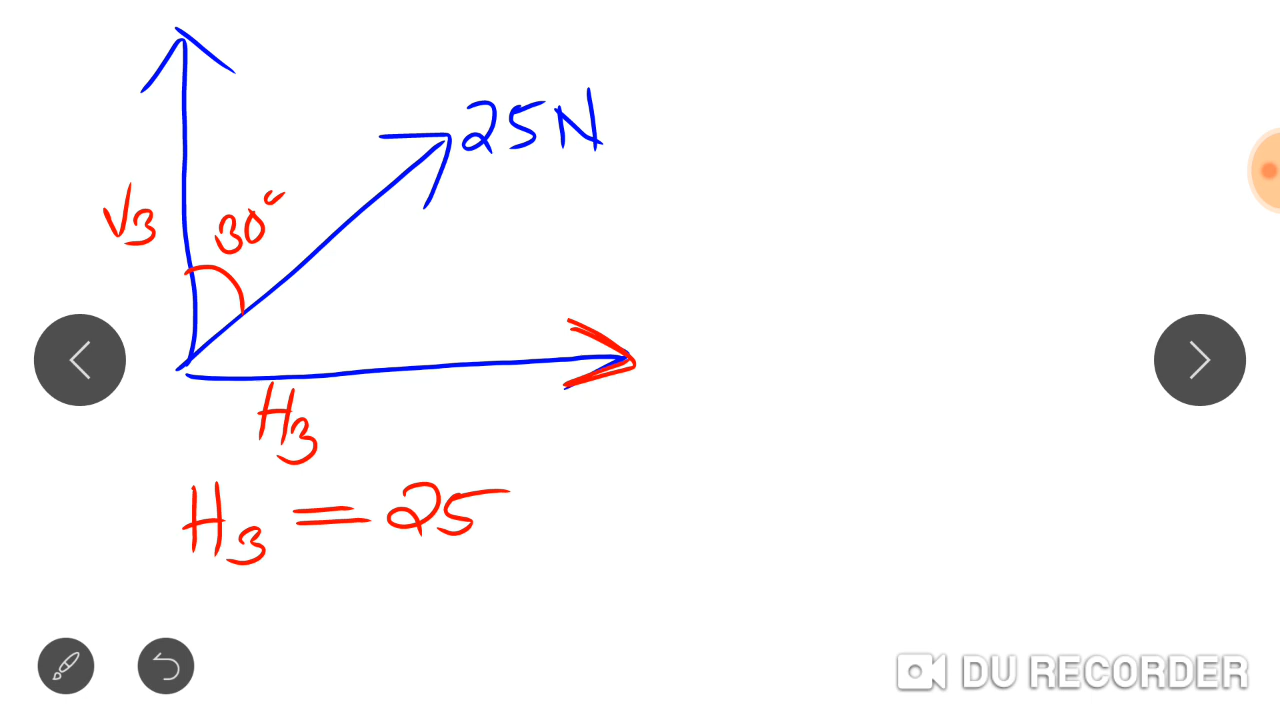 25N
V3
30°
H3
H3 = 25
DU RECORDER